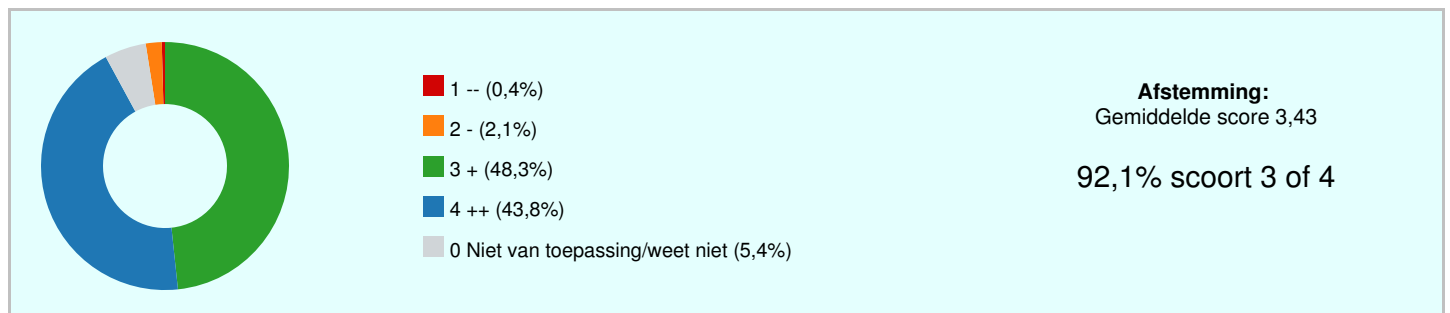 1 -- (0,4%)
2 - (2,1%)
3 + (48,3%)
4 ++ (43,8%)
0 Niet van toepassing/weet niet (5,4%)
Afstemming:
Gemiddelde score 3,43
92,1% scoort 3 of 4